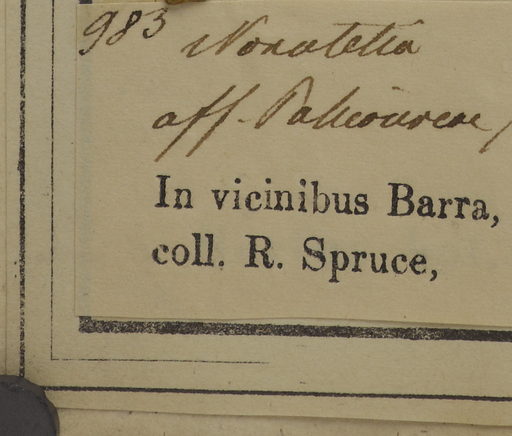 983 Nonatelia
aff. Palicoureae
In vicinibus Barra,
coll. R. Spruce,